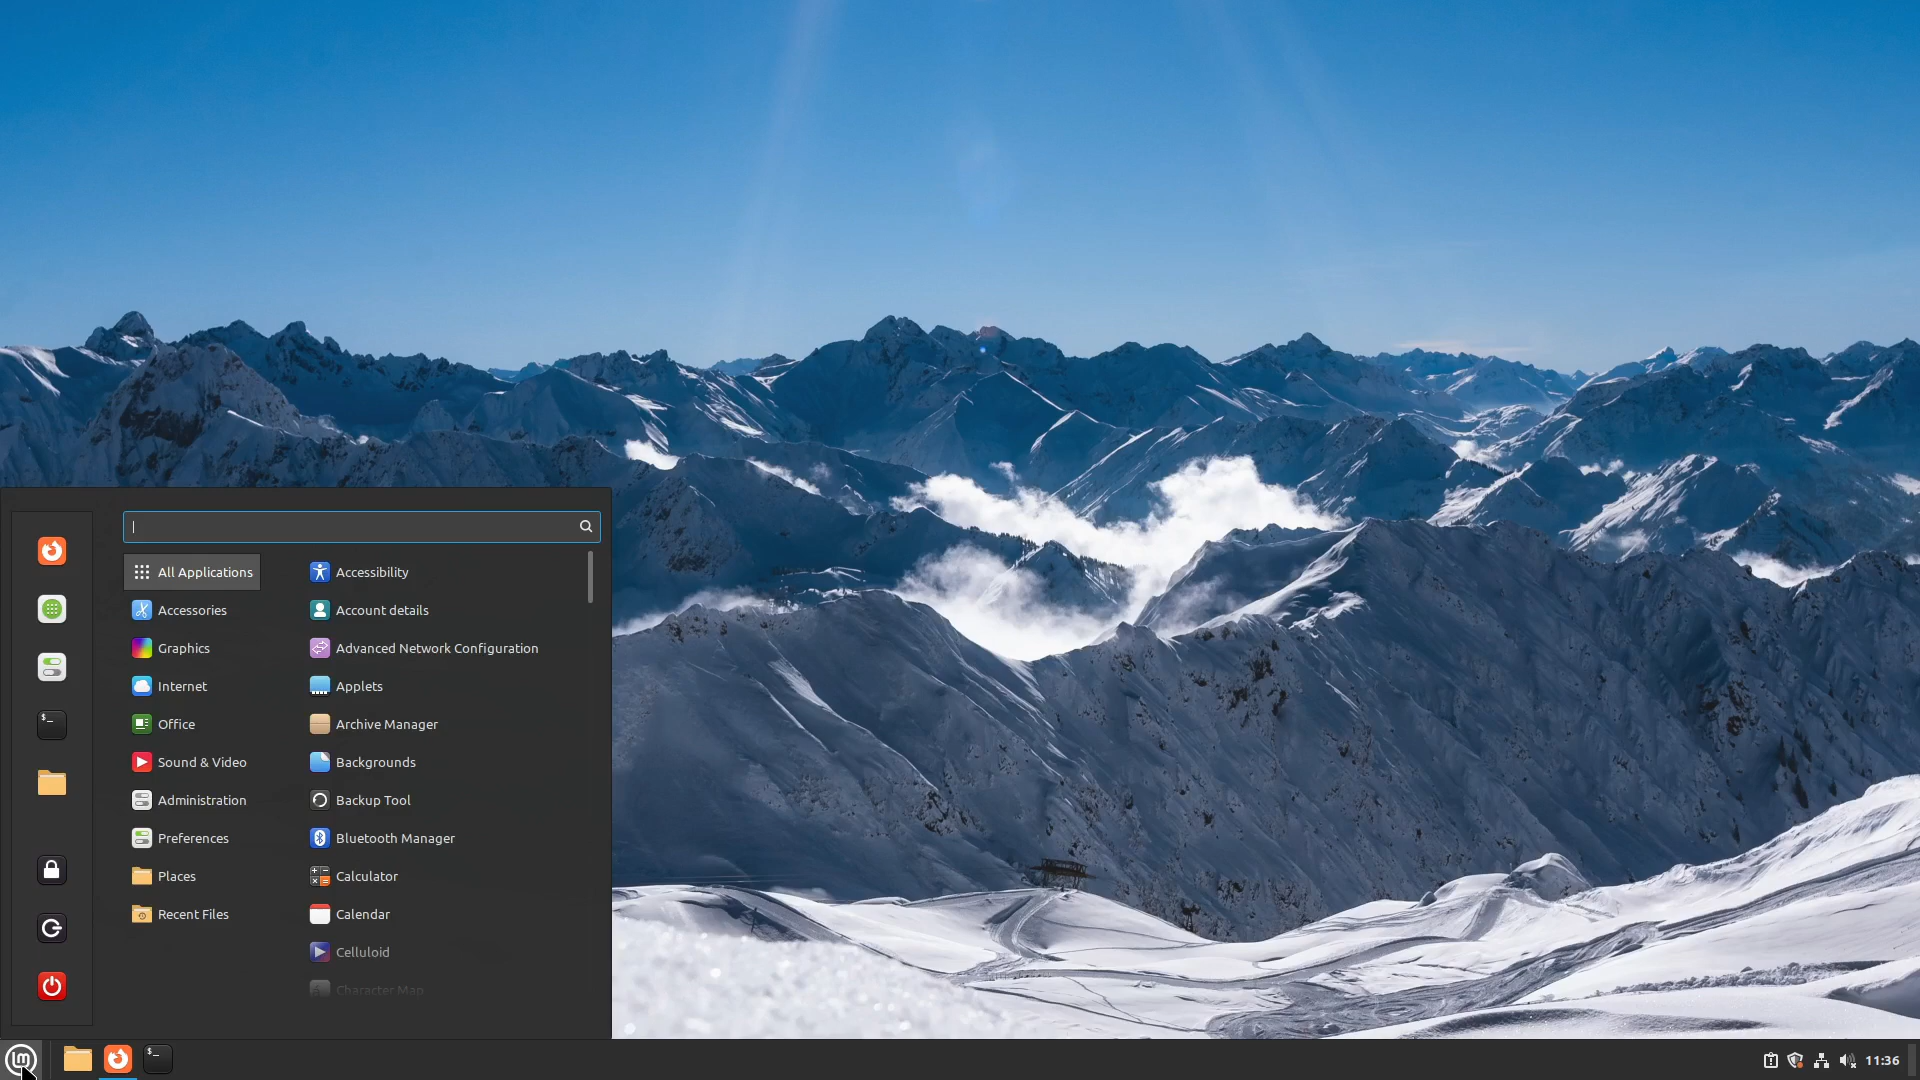 All Applications
Accessories
Graphics
Internet
Office
Sound & Video
Administration
Preferences
Places
Recent Files
Accessibility
Account details
Advanced Network Configuration
Applets
Archive Manager
Backgrounds
Backup Tool
Bluetooth Manager
Calculator
Calendar
Celluloid
Character Map
11:36